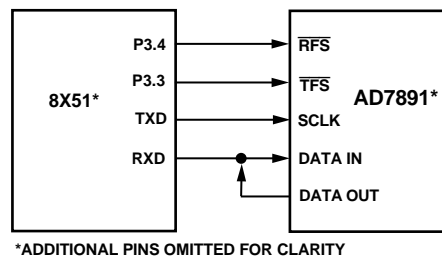 P3.4
RFS
P3.3
TFS
8X51*
AD7891*
TXD
SCLK
RXD
DATA IN
DATA OUT
*ADDITIONAL PINS OMITTED FOR CLARITY